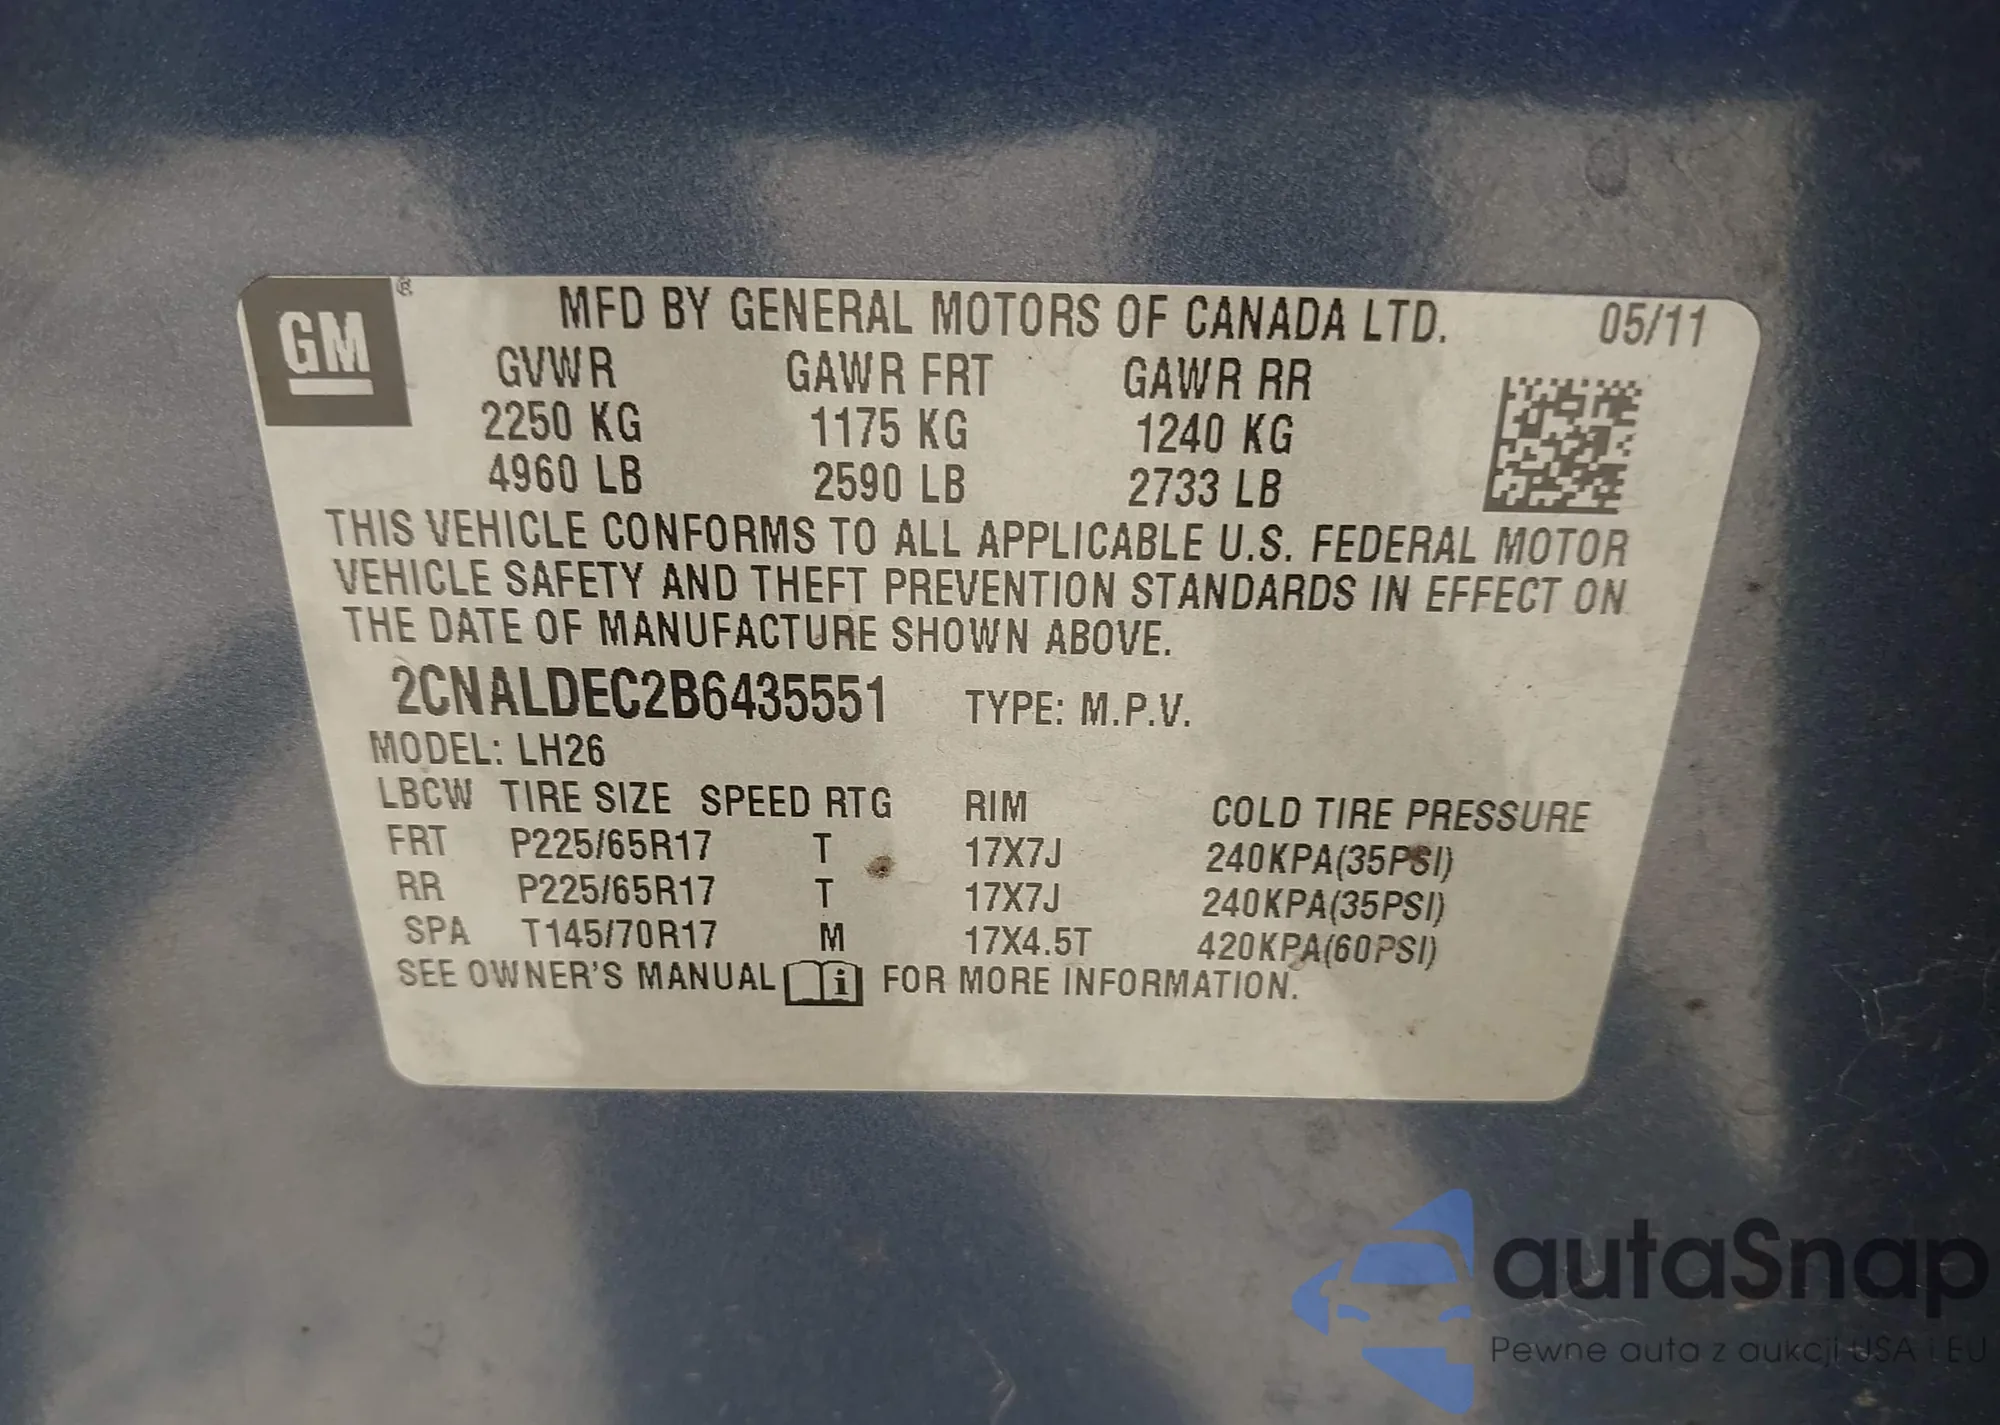 GM ®
MFD BY GENERAL MOTORS OF CANADA LTD. 05/11
GVWR GAWR FRT GAWR RR
2250 KG 1175 KG 1240 KG
4960 LB 2590 LB 2733 LB
THIS VEHICLE CONFORMS TO ALL APPLICABLE U.S. FEDERAL MOTOR
VEHICLE SAFETY AND THEFT PREVENTION STANDARDS IN EFFECT ON
THE DATE OF MANUFACTURE SHOWN ABOVE.
2CNALDEC2B6435551 TYPE: M.P.V.
MODEL: LH26
LBCW TIRE SIZE SPEED RTG RIM COLD TIRE PRESSURE
FRT P225/65R17 T 17X7J 240KPA(35PSI)
RR P225/65R17 T 17X7J 240KPA(35PSI)
SPA T145/70R17 M 17X4.5T 420KPA(60PSI)
SEE OWNER'S MANUAL i FOR MORE INFORMATION.
autaSnap
Pewne auta z aukcji USA i EU